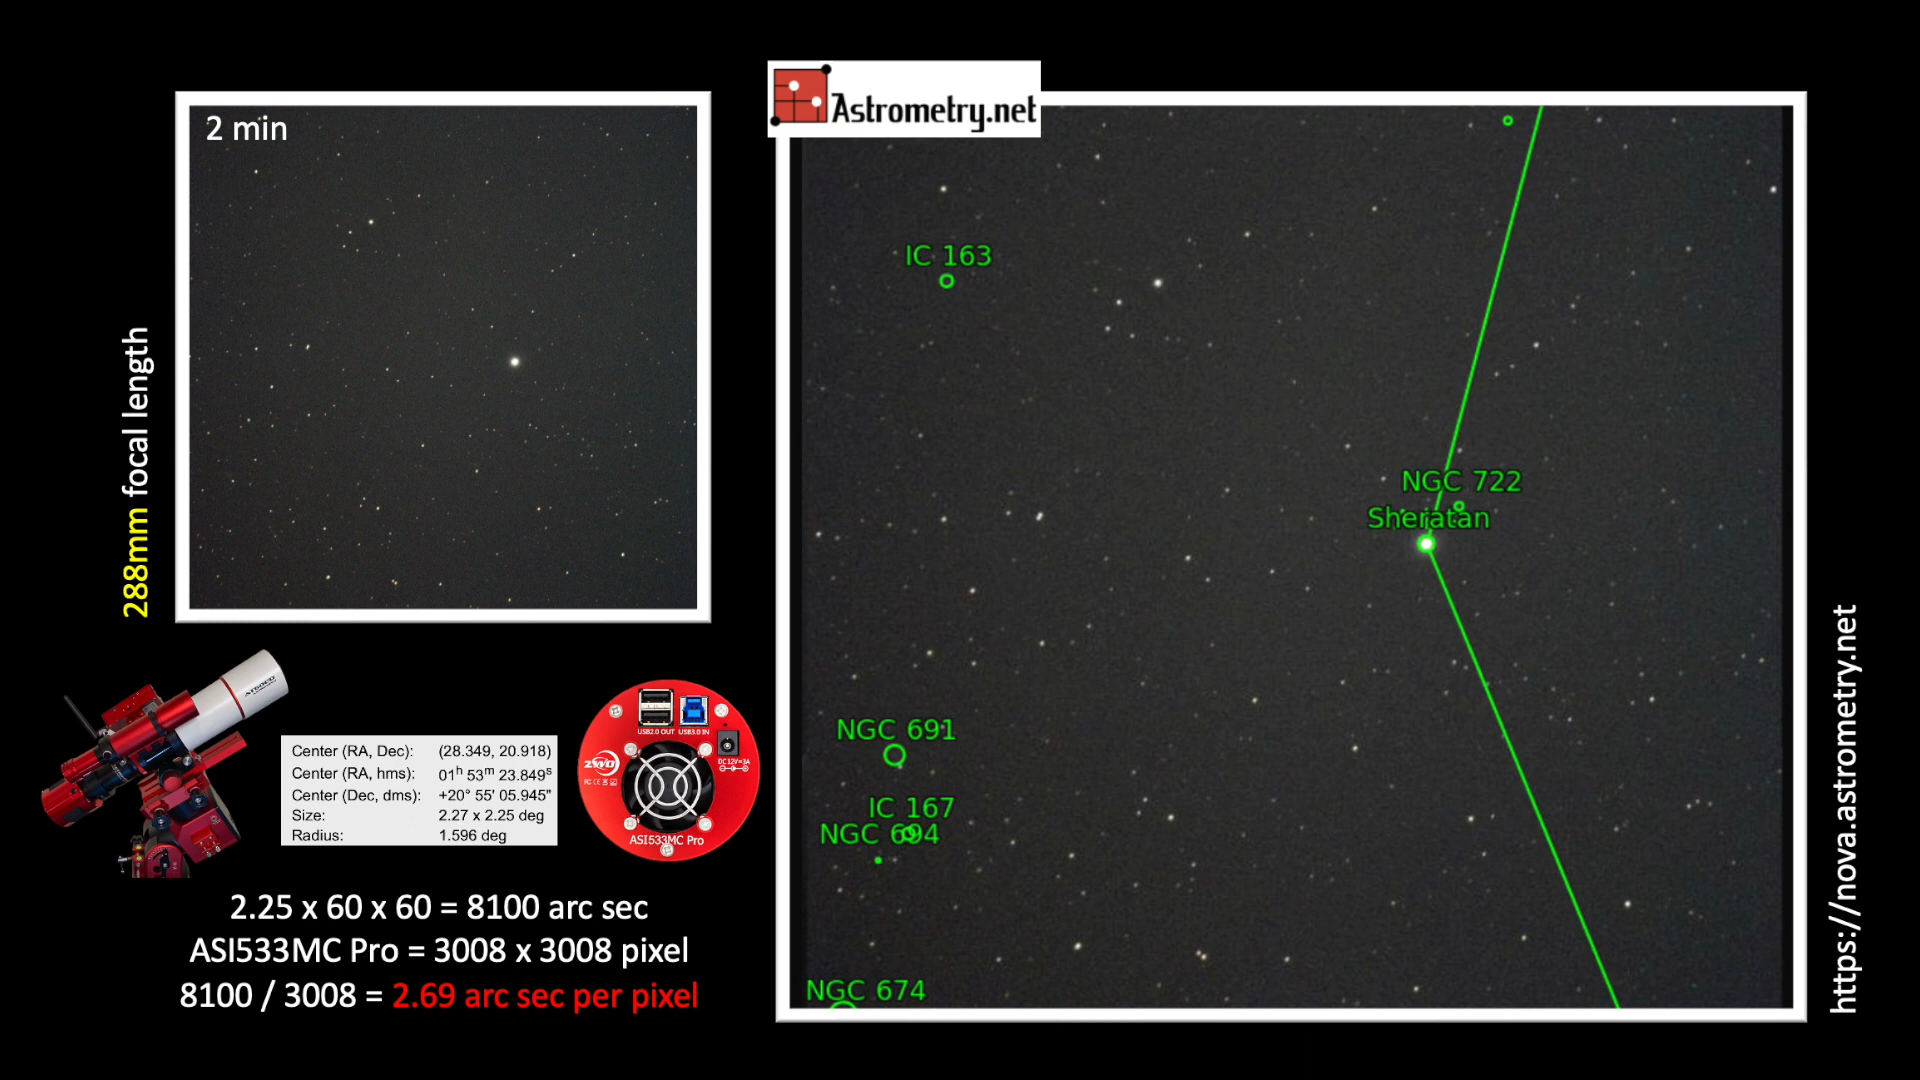 2 min
288mm focal length
Astrometry.net
IC 163
NGC 722
Sheratan
NGC 691
IC 167
NGC 694
NGC 674
https://nova.astrometry.net
AT60ED
Center (RA, Dec): (28.349, 20.918)
Center (RA, hms): 01h 53m 23.849s
Center (Dec, dms): +20° 55' 05.945"
Size: 2.27 x 2.25 deg
Radius: 1.596 deg
USB2.0 OUT USB3.0 IN
ZWO
DC 12V⎓3A
ASI533MC Pro
2.25 x 60 x 60 = 8100 arc sec
ASI533MC Pro = 3008 x 3008 pixel
8100 / 3008 = 2.69 arc sec per pixel